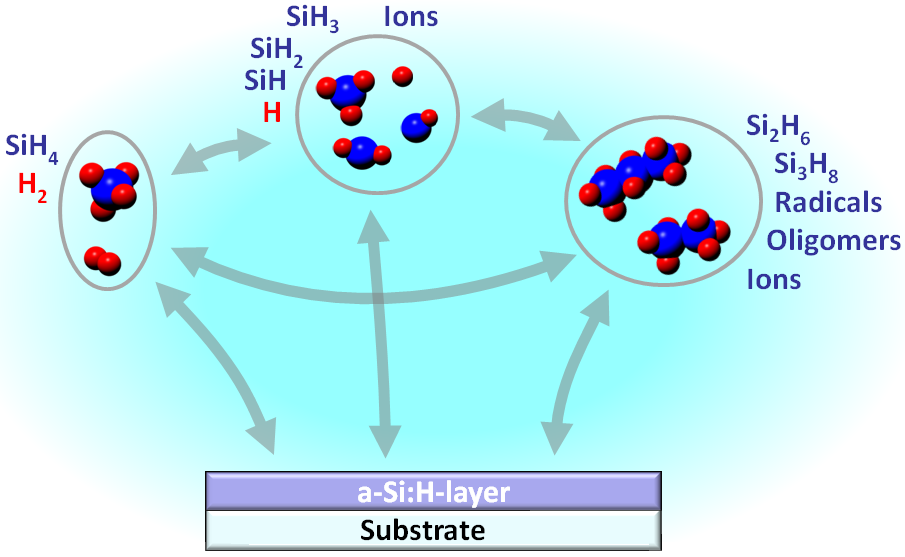 SiH₃ Ions
SiH₂
SiH
H
SiH₄
H₂
Si₂H₆
Si₃H₈
Radicals
Oligomers
Ions
a-Si:H-layer
Substrate